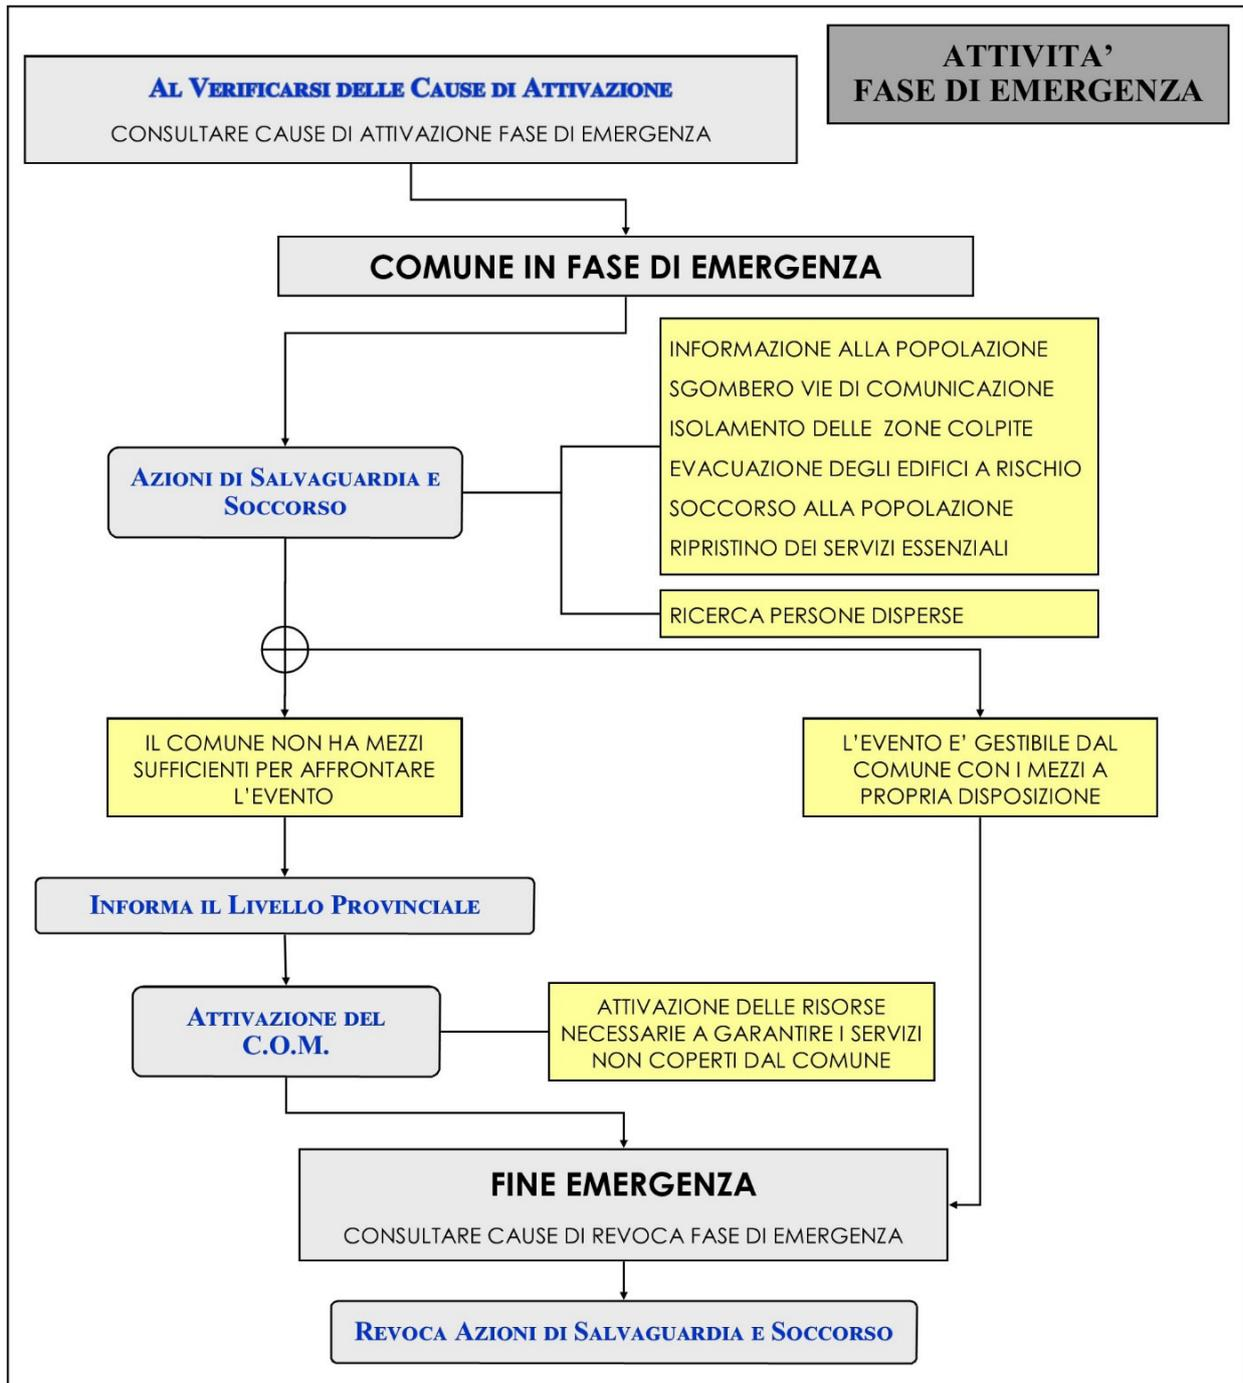 ATTIVITA’
FASE DI EMERGENZA
AL VERIFICARSI DELLE CAUSE DI ATTIVAZIONE
CONSULTARE CAUSE DI ATTIVAZIONE FASE DI EMERGENZA
COMUNE IN FASE DI EMERGENZA
INFORMAZIONE ALLA POPOLAZIONE
SGOMBERO VIE DI COMUNICAZIONE
ISOLAMENTO DELLE ZONE COLPITE
EVACUAZIONE DEGLI EDIFICI A RISCHIO
SOCCORSO ALLA POPOLAZIONE
RIPRISTINO DEI SERVIZI ESSENZIALI
AZIONI DI SALVAGUARDIA E
SOCCORSO
RICERCA PERSONE DISPERSE
IL COMUNE NON HA MEZZI
SUFFICIENTI PER AFFRONTARE
L’EVENTO
L’EVENTO E’ GESTIBILE DAL
COMUNE CON I MEZZI A
PROPRIA DISPOSIZIONE
INFORMA IL LIVELLO PROVINCIALE
ATTIVAZIONE DEL
C.O.M.
ATTIVAZIONE DELLE RISORSE
NECESSARIE A GARANTIRE I SERVIZI
NON COPERTI DAL COMUNE
FINE EMERGENZA
CONSULTARE CAUSE DI REVOCA FASE DI EMERGENZA
REVOCA AZIONI DI SALVAGUARDIA E SOCCORSO